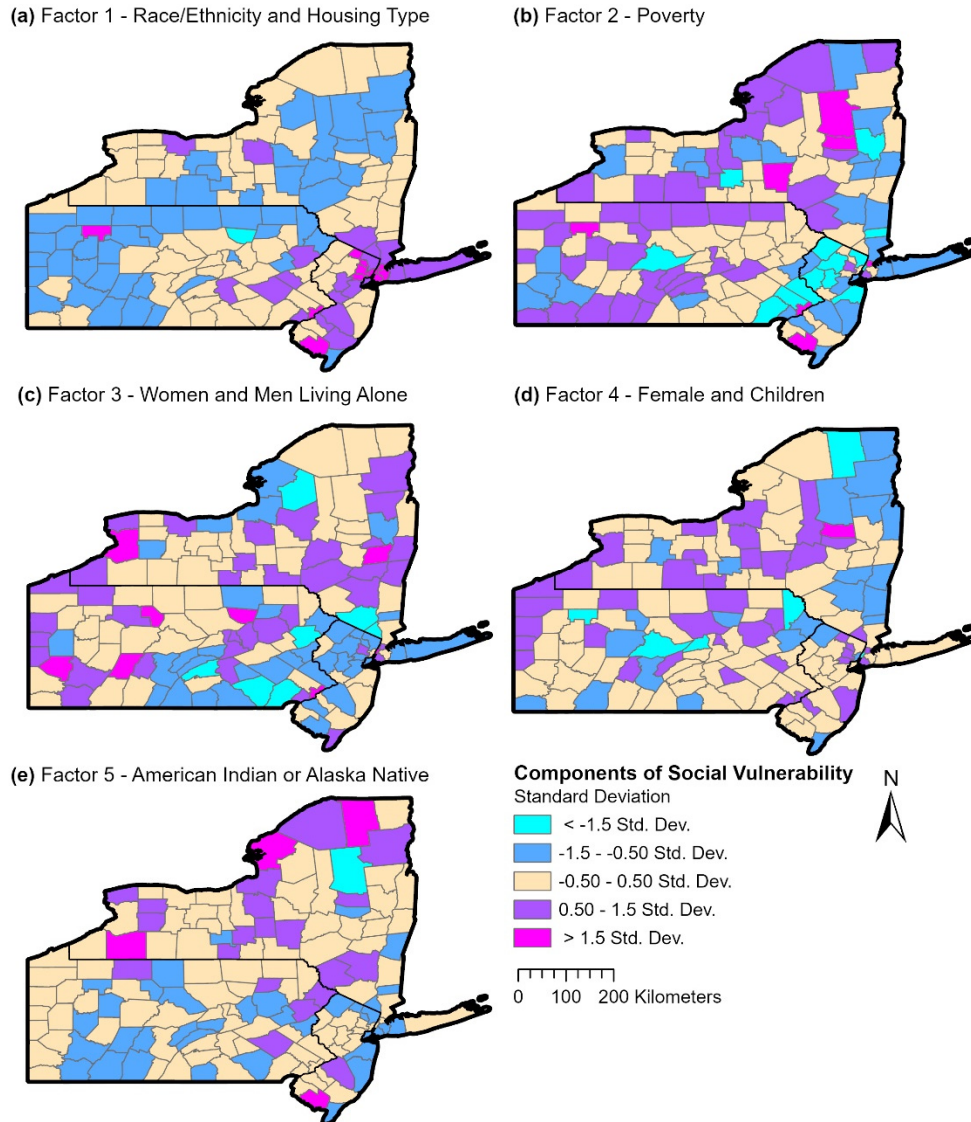 (a) Factor 1 - Race/Ethnicity and Housing Type
(b) Factor 2 - Poverty
(c) Factor 3 - Women and Men Living Alone
(d) Factor 4 - Female and Children
(e) Factor 5 - American Indian or Alaska Native
Components of Social Vulnerability
Standard Deviation
< -1.5 Std. Dev.
-1.5 - -0.50 Std. Dev.
-0.50 - 0.50 Std. Dev.
0.50 - 1.5 Std. Dev.
> 1.5 Std. Dev.
N
0 100 200 Kilometers